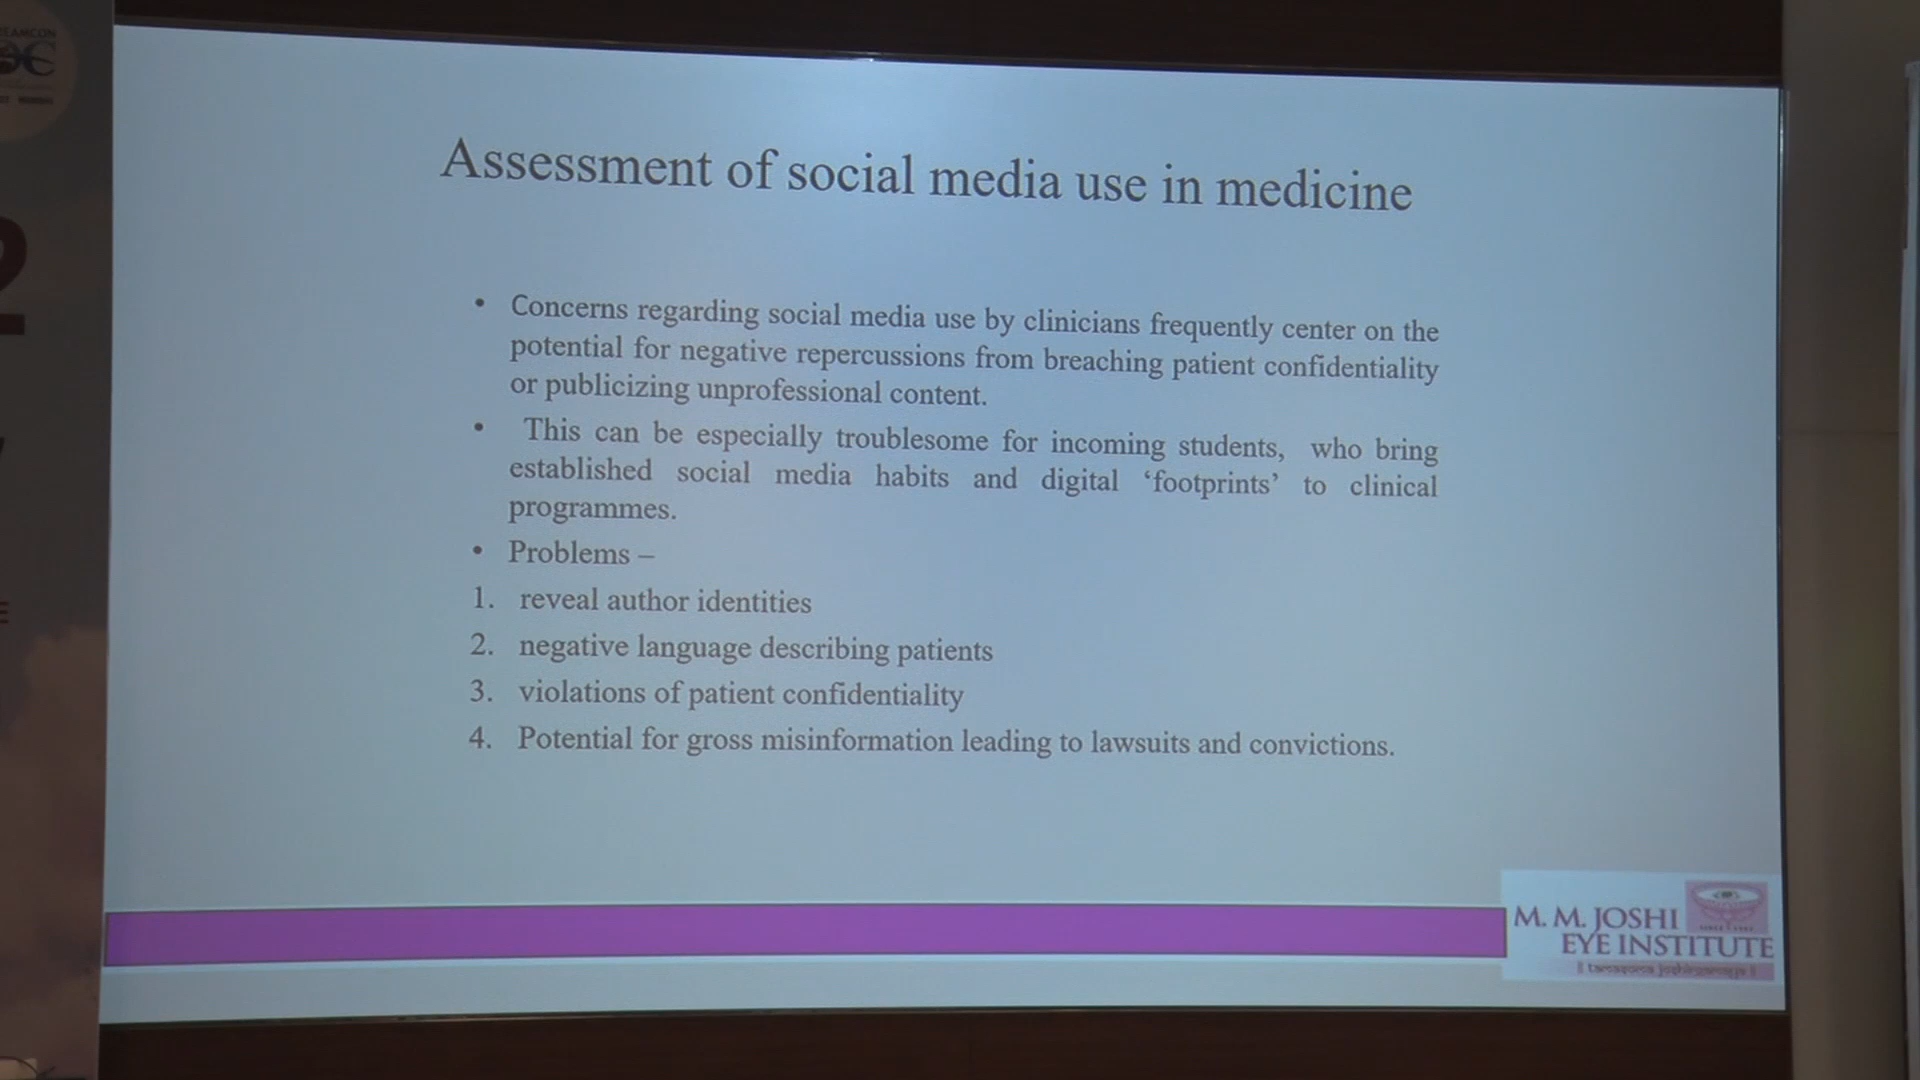 Assessment of social media use in medicine
• Concerns regarding social media use by clinicians frequently center on the
potential for negative repercussions from breaching patient confidentiality
or publicizing unprofessional content.
• This can be especially troublesome for incoming students, who bring
established social media habits and digital ‘footprints’ to clinical
programmes.
• Problems –
1. reveal author identities
2. negative language describing patients
3. violations of patient confidentiality
4. Potential for gross misinformation leading to lawsuits and convictions.
M. M. JOSHI
EYE INSTITUTE
2